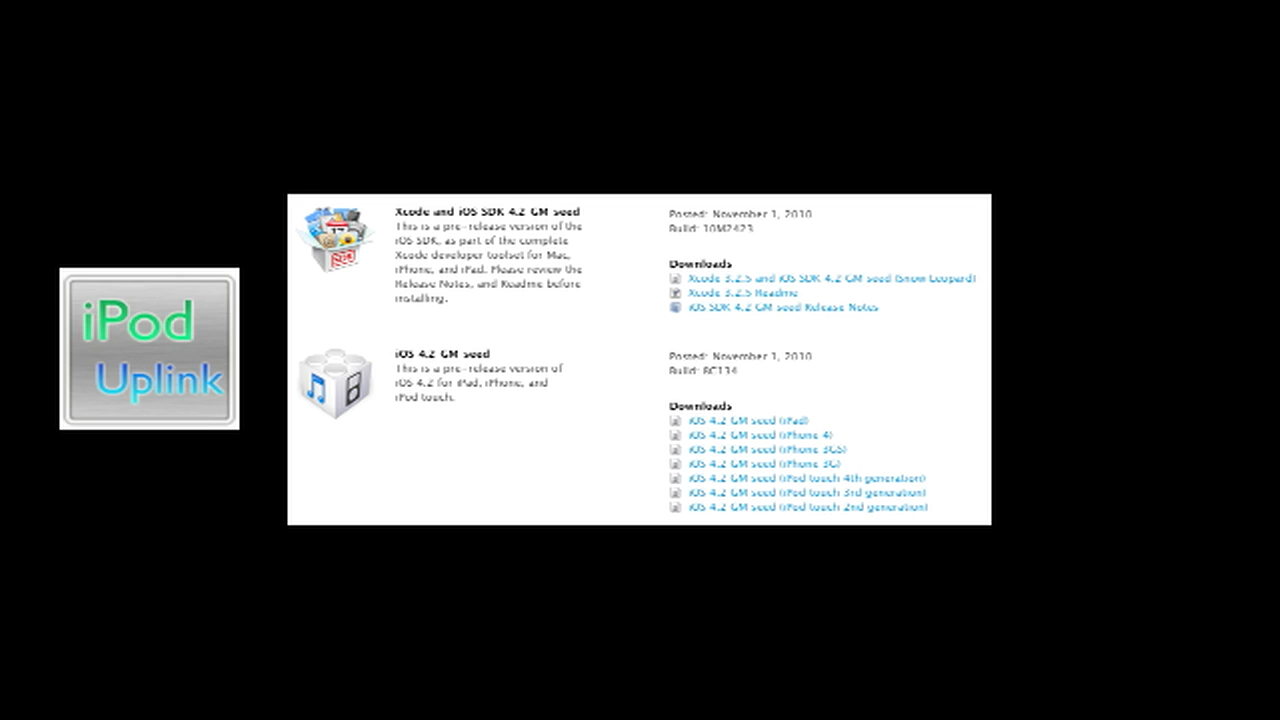 iPod
Uplink
Xcode and iOS SDK 4.2 GM seed
This is a pre-release version of the
iOS SDK, as part of the complete
Xcode developer toolset for Mac,
iPhone, and iPad. Please review the
Release Notes, and Readme before
installing.
Posted: November 1, 2010
Build: 10M2423
Downloads
Xcode 3.2.5 and iOS SDK 4.2 GM seed (Snow Leopard)
Xcode 3.2.5 Readme
iOS SDK 4.2 GM seed Release Notes
iOS 4.2 GM seed
This is a pre-release version of
iOS 4.2 for iPad, iPhone, and
iPod touch.
Posted: November 1, 2010
Build: 8C134
Downloads
iOS 4.2 GM seed (iPad)
iOS 4.2 GM seed (iPhone 4)
iOS 4.2 GM seed (iPhone 3GS)
iOS 4.2 GM seed (iPhone 3G)
iOS 4.2 GM seed (iPod touch 4th generation)
iOS 4.2 GM seed (iPod touch 3rd generation)
iOS 4.2 GM seed (iPod touch 2nd generation)